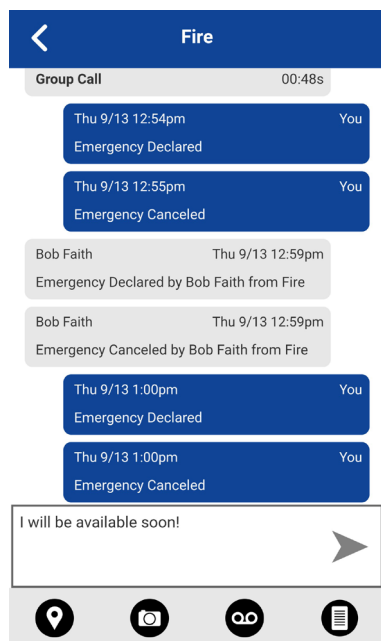 Fire
Group Call 00:48s
Thu 9/13 12:54pm You
Emergency Declared
Thu 9/13 12:55pm You
Emergency Canceled
Bob Faith Thu 9/13 12:59pm
Emergency Declared by Bob Faith from Fire
Bob Faith Thu 9/13 12:59pm
Emergency Canceled by Bob Faith from Fire
Thu 9/13 1:00pm You
Emergency Declared
Thu 9/13 1:00pm You
Emergency Canceled
I will be available soon!